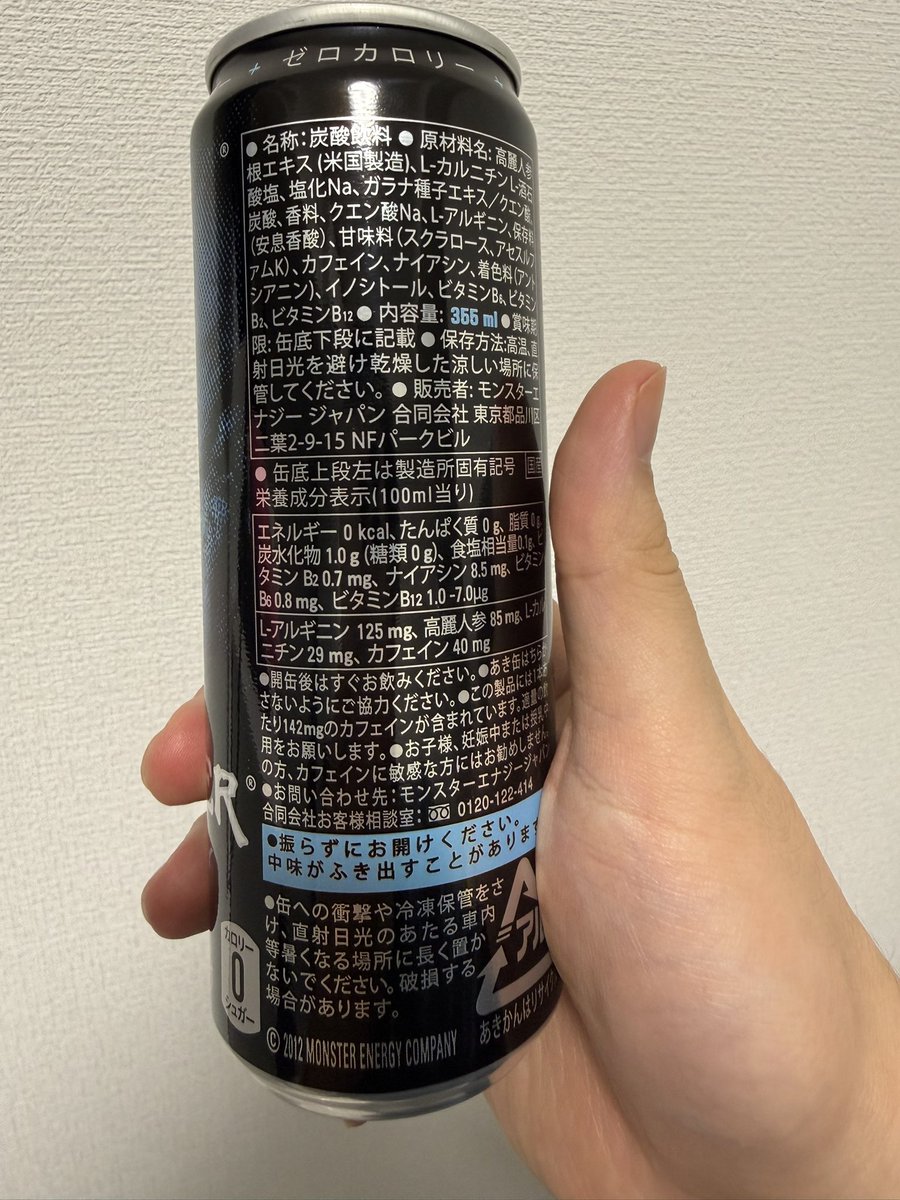 + ゼロカロリー
®
● 名称：炭酸飲料 ● 原材料名：高麗人参
根エキス（米国製造）、L-カルニチンL-酒石
酸塩、塩化Na、ガラナ種子エキス／クエン酸、
炭酸、香料、クエン酸Na、L-アルギニン、保存料
（安息香酸）、甘味料（スクラロース、アセスルフ
アムK）、カフェイン、ナイアシン、着色料（アント
シアニン）、イノシトール、ビタミンB6、ビタミン
B2、ビタミンB12 ● 内容量：355 ml ● 賞味期
限：缶底下段に記載 ● 保存方法：高温、直
射日光を避け乾燥した涼しい場所に保
管してください。 ● 販売者：モンスターエ
ナジー ジャパン 合同会社 東京都品川区
二葉2-9-15 NFパークビル
● 缶底上段左は製造所固有記号 国産
栄養成分表示(100ml当り)
エネルギー 0 kcal、たんぱく質 0 g、脂質 0 g、
炭水化物 1.0 g (糖類 0 g)、食塩相当量0.1g、ビ
タミン B2 0.7 mg、ナイアシン 8.5 mg、ビタミン
B6 0.8 mg、ビタミンB12 1.0 -7.0μg
L-アルギニン 125 mg、高麗人参 85 mg、L-カル
ニチン 29 mg、カフェイン 40 mg
●開缶後はすぐお飲みください。●あき缶はちら
さないようにご協力ください。●この製品には1本
たり142mgのカフェインが含まれています。適量の飲
用をお願いします。●お子様、妊娠中または授乳中
の方、カフェインに敏感な方にはお勧めしません。
●お問い合わせ先：モンスターエナジージャパン
合同会社お客様相談室： 0120-122-414
®
●振らずにお開けください。
中味がふき出すことがあります
●缶への衝撃や冷凍保管をさ
け、直射日光のあたる車内
等暑くなる場所に長く置か
ないでください。破損する
場合があります。
カロリー
0
シュガー
アル
あきかんはリサイク
© 2012 MONSTER ENERGY COMPANY